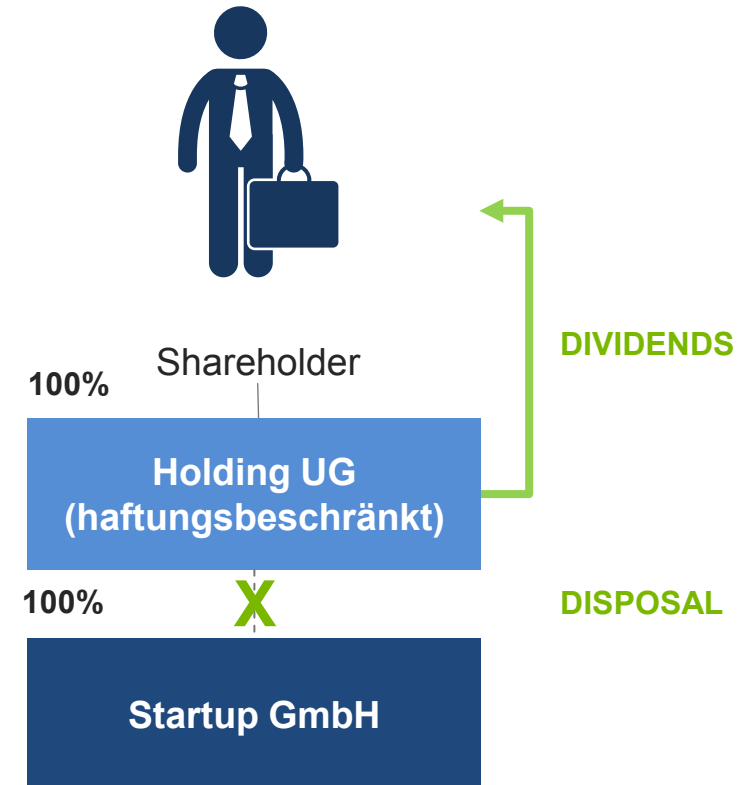 DIVIDENDS
Shareholder
100%
Holding UG
(haftungsbeschränkt)
100%
X
DISPOSAL
Startup GmbH